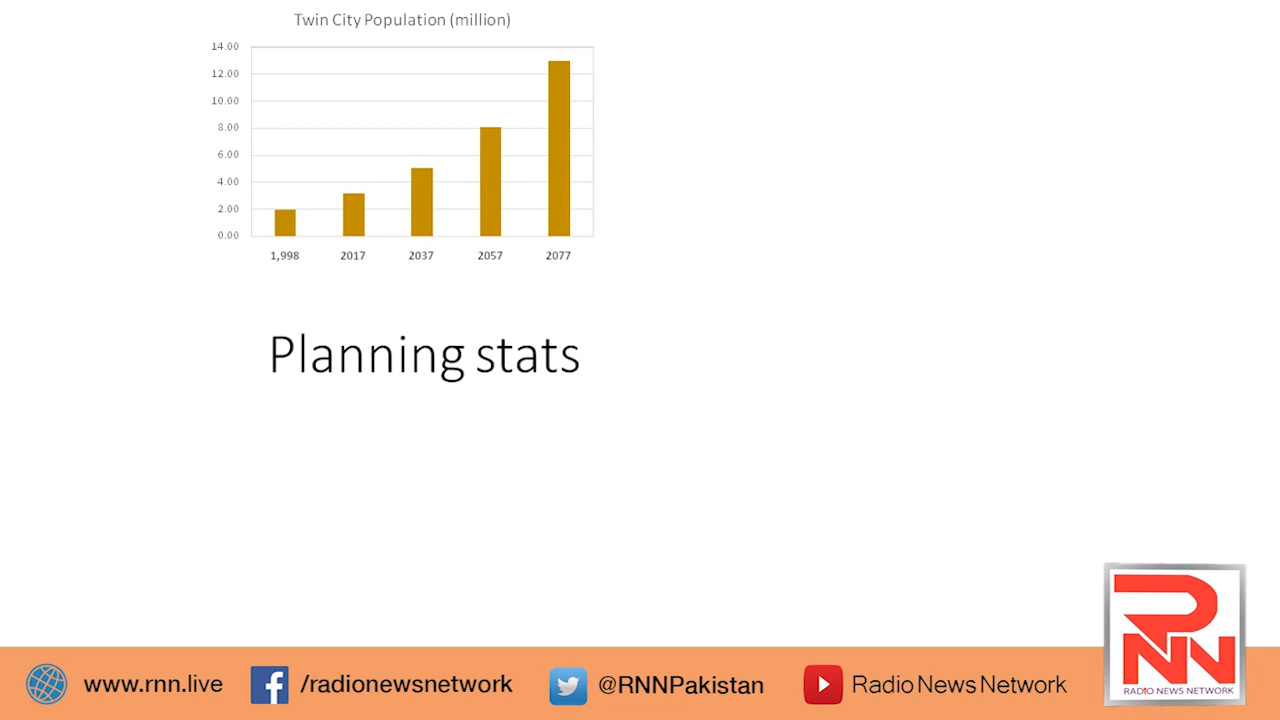 Twin City Population (million)
14.00
12.00
10.00
8.00
6.00
4.00
2.00
0.00
1,998 2017 2037 2057 2077
Planning stats
RNN
RADIO NEWS NETWORK
www.rnn.live /radionewsnetwork @RNNPakistan Radio News Network